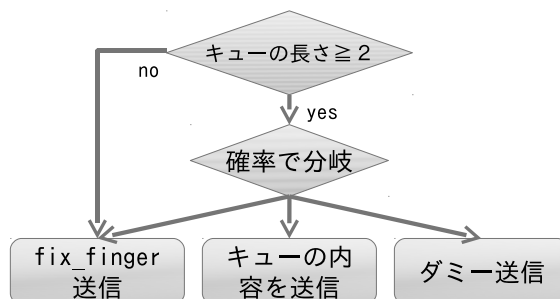 キューの長さ≧2
no
yes
確率で分岐
fix_finger
送信
キューの内
容を送信
ダミー送信